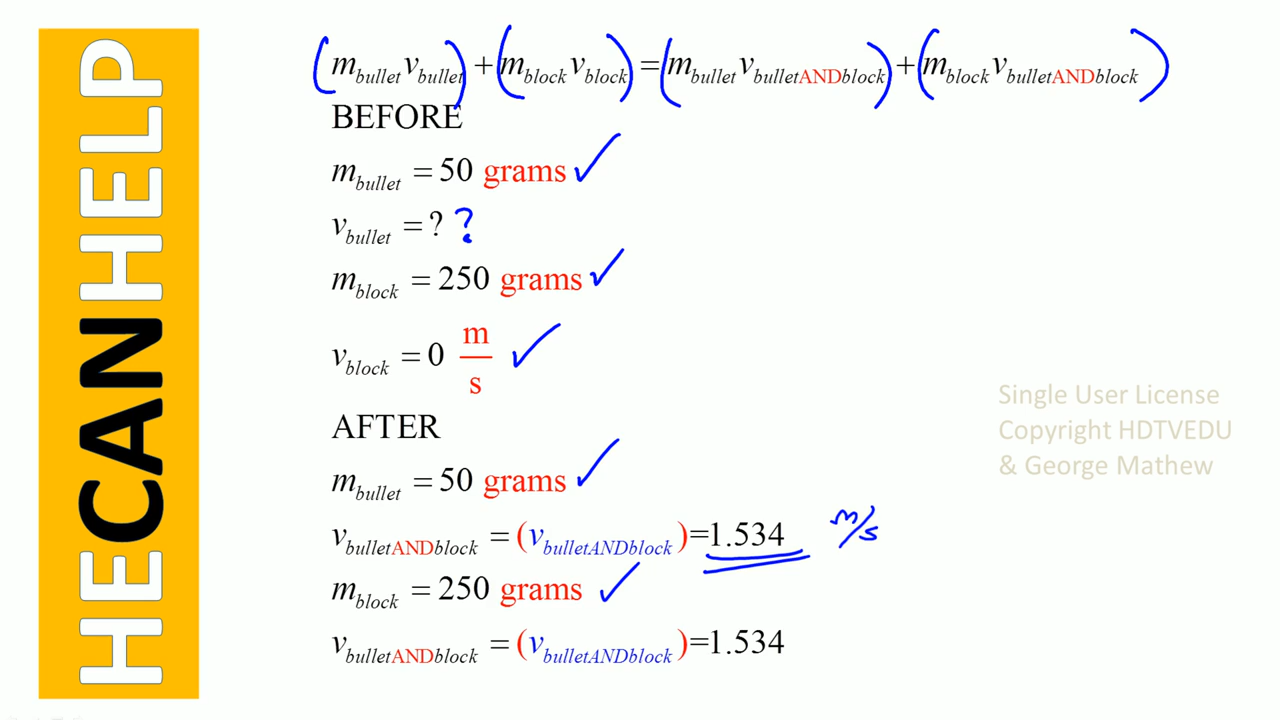 HECANHELP
(m_bullet v_bullet) + (m_block v_block) = (m_bullet v_bulletANDblock) + (m_block v_bulletANDblock)
BEFORE
m_bullet = 50 grams ✓
v_bullet = ? ?
m_block = 250 grams ✓
v_block = 0 m/s ✓
AFTER
m_bullet = 50 grams ✓
v_bulletANDblock = (v_bulletANDblock)=1.534 m/s
m_block = 250 grams ✓
v_bulletANDblock = (v_bulletANDblock)=1.534
Single User License
Copyright HDTVEDU
& George Mathew